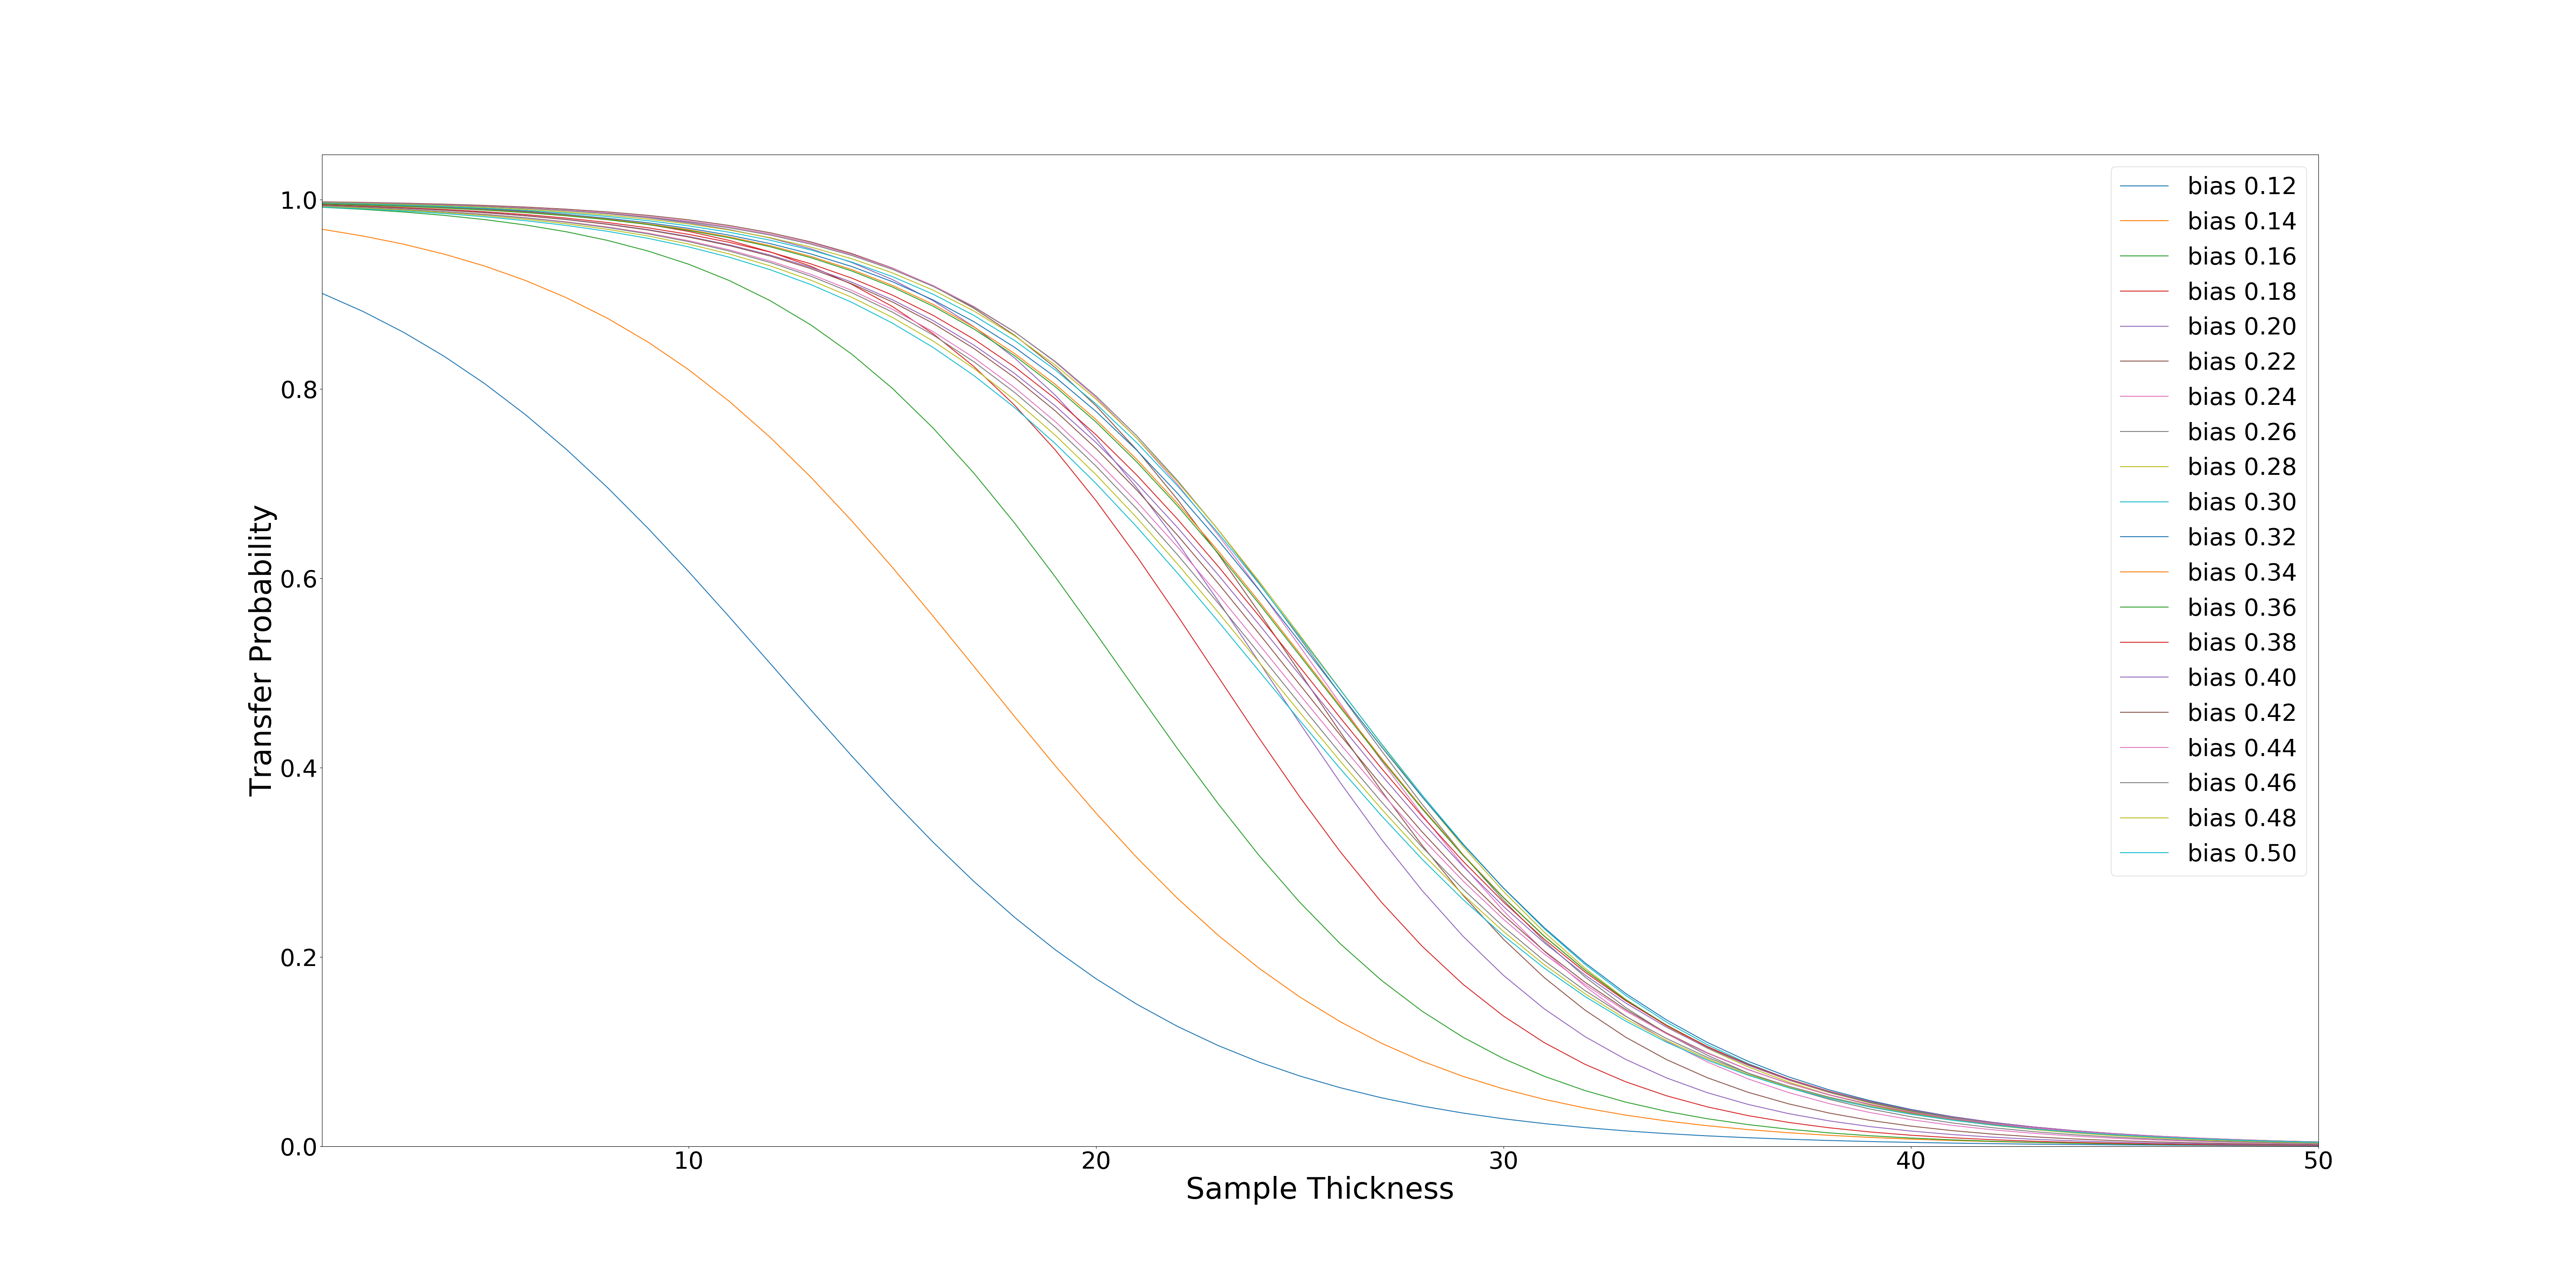 1.0
0.8
0.6
0.4
0.2
0.0
Transfer Probability
10
20
30
40
50
Sample Thickness
bias 0.12
bias 0.14
bias 0.16
bias 0.18
bias 0.20
bias 0.22
bias 0.24
bias 0.26
bias 0.28
bias 0.30
bias 0.32
bias 0.34
bias 0.36
bias 0.38
bias 0.40
bias 0.42
bias 0.44
bias 0.46
bias 0.48
bias 0.50